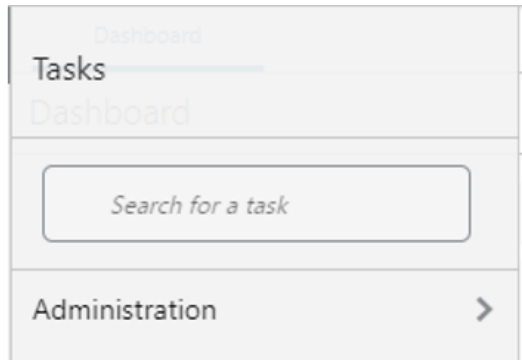 Dashboard
Tasks
Dashboard
Search for a task
Administration